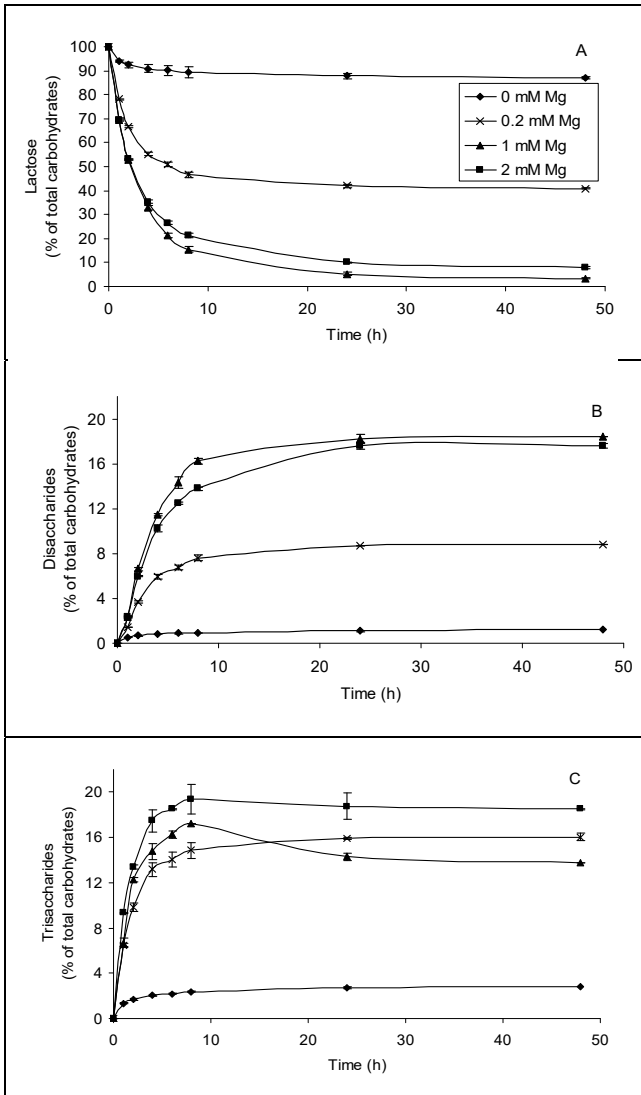 A
100
90
80
70
60
50
40
30
20
10
0
Lactose
(% of total carbohydrates)
0 mM Mg
0.2 mM Mg
1 mM Mg
2 mM Mg
0 10 20 30 40 50
Time (h)
B
20
16
12
8
4
0
Disaccharides
(% of total carbohydrates)
0 10 20 30 40 50
Time (h)
C
20
16
12
8
4
0
Trisaccharides
(% of total carbohydrates)
0 10 20 30 40 50
Time (h)